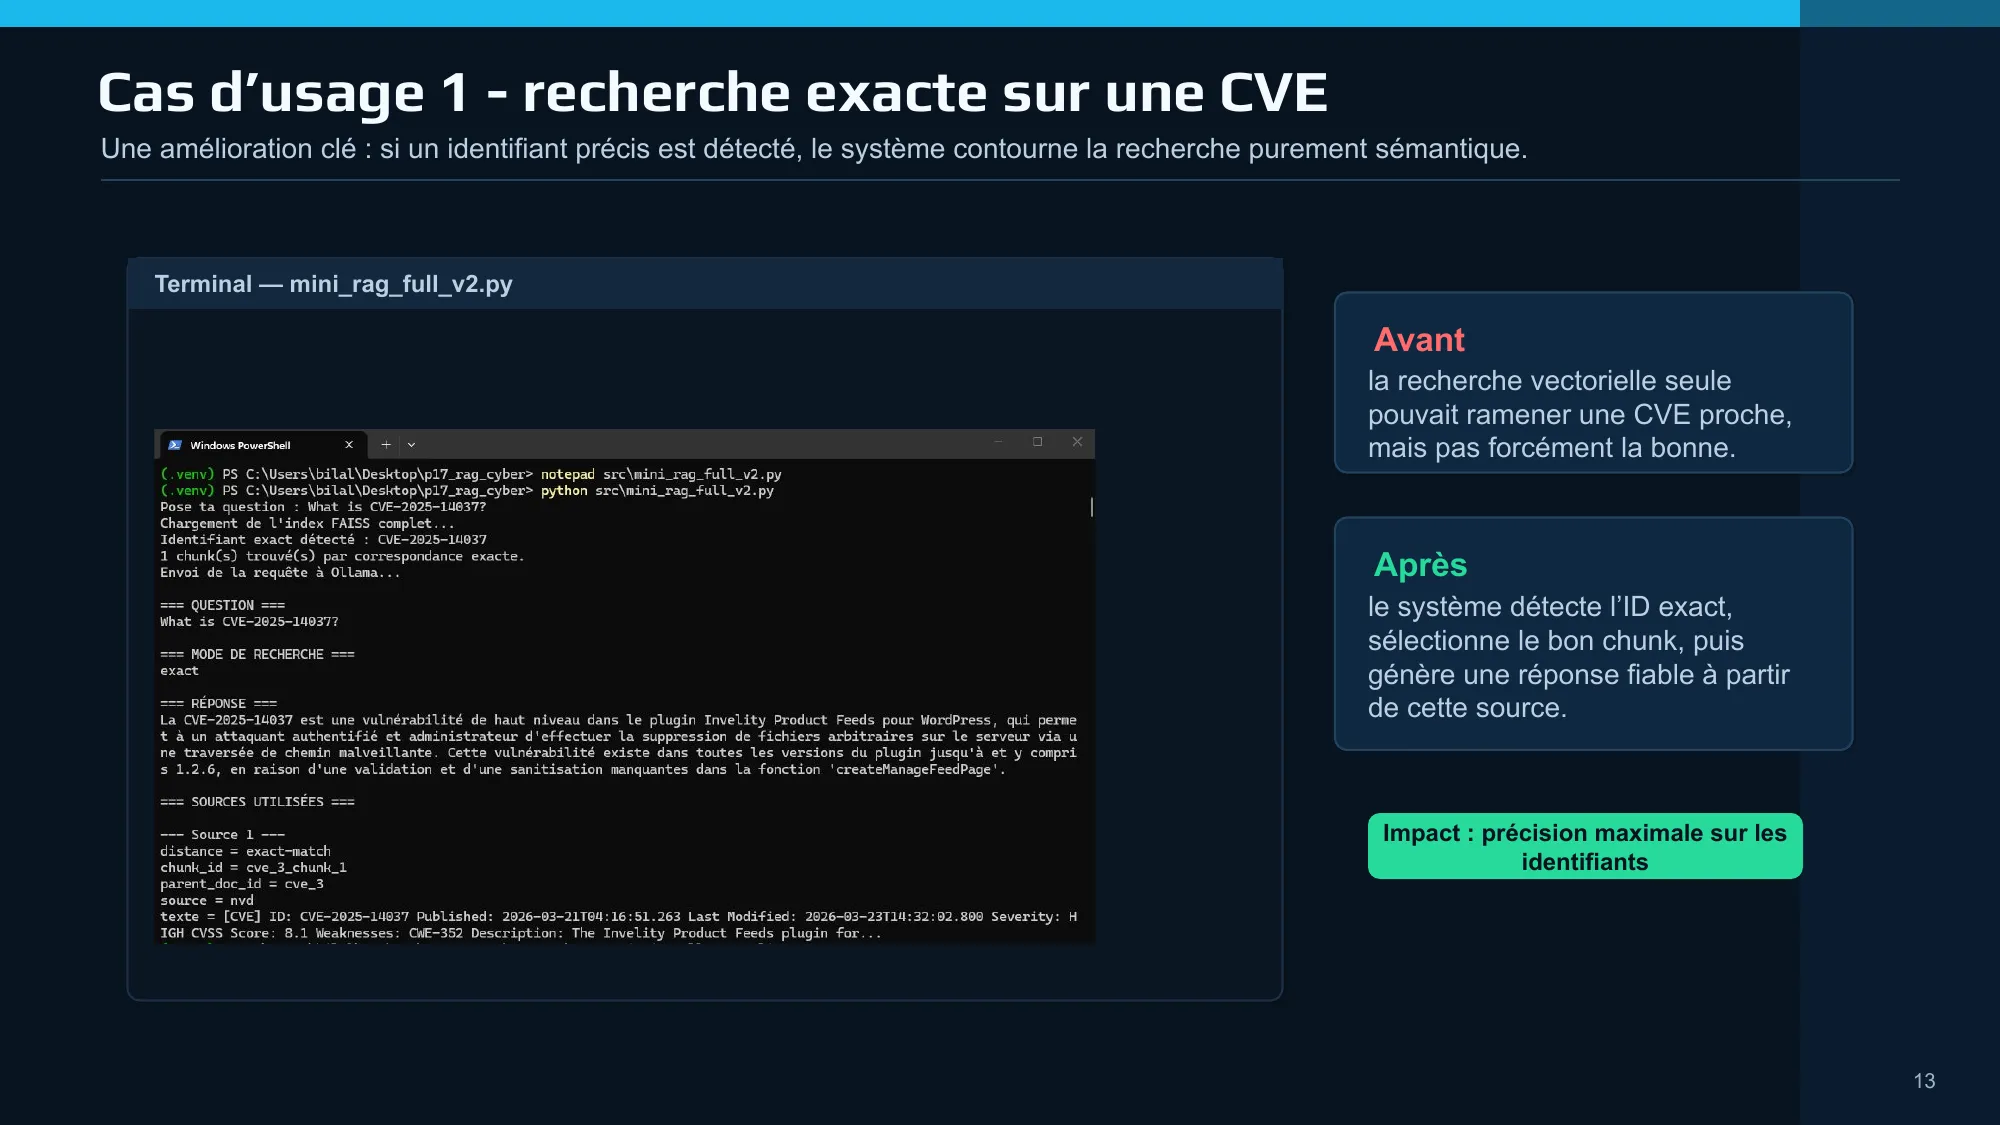 Cas d’usage 1 - recherche exacte sur une CVE
Une amélioration clé : si un identifiant précis est détecté, le système contourne la recherche purement sémantique.
Terminal — mini_rag_full_v2.py
Windows PowerShell
(.venv) PS C:\Users\bilal\Desktop\p17_rag_cyber> notepad src\mini_rag_full_v2.py
(.venv) PS C:\Users\bilal\Desktop\p17_rag_cyber> python src\mini_rag_full_v2.py
Pose ta question : What is CVE-2025-14037?
Chargement de l'index FAISS complet...
Identifiant exact détecté : CVE-2025-14037
1 chunk(s) trouvé(s) par correspondance exacte.
Envoi de la requête à Ollama...
=== QUESTION ===
What is CVE-2025-14037?
=== MODE DE RECHERCHE ===
exact
=== RÉPONSE ===
La CVE-2025-14037 est une vulnérabilité de haut niveau dans le plugin Invelity Product Feeds pour WordPress, qui perme
t à un attaquant authentifié et administrateur d'effectuer la suppression de fichiers arbitraires sur le serveur via u
ne traversée de chemin malveillante. Cette vulnérabilité existe dans toutes les versions du plugin jusqu'à et y compri
s 1.2.6, en raison d'une validation et d'une sanitisation manquantes dans la fonction 'createManageFeedPage'.
=== SOURCES UTILISÉES ===
--- Source 1 ---
distance = exact-match
chunk_id = cve_3_chunk_1
parent_doc_id = cve_3
source = nvd
texte = [CVE] ID: CVE-2025-14037 Published: 2026-03-21T04:16:51.263 Last Modified: 2026-03-23T14:32:02.800 Severity: H
IGH CVSS Score: 8.1 Weaknesses: CWE-352 Description: The Invelity Product Feeds plugin for...
Avant
la recherche vectorielle seule
pouvait ramener une CVE proche,
mais pas forcément la bonne.
Après
le système détecte l’ID exact,
sélectionne le bon chunk, puis
génère une réponse fiable à partir
de cette source.
Impact : précision maximale sur les
identifiants
13